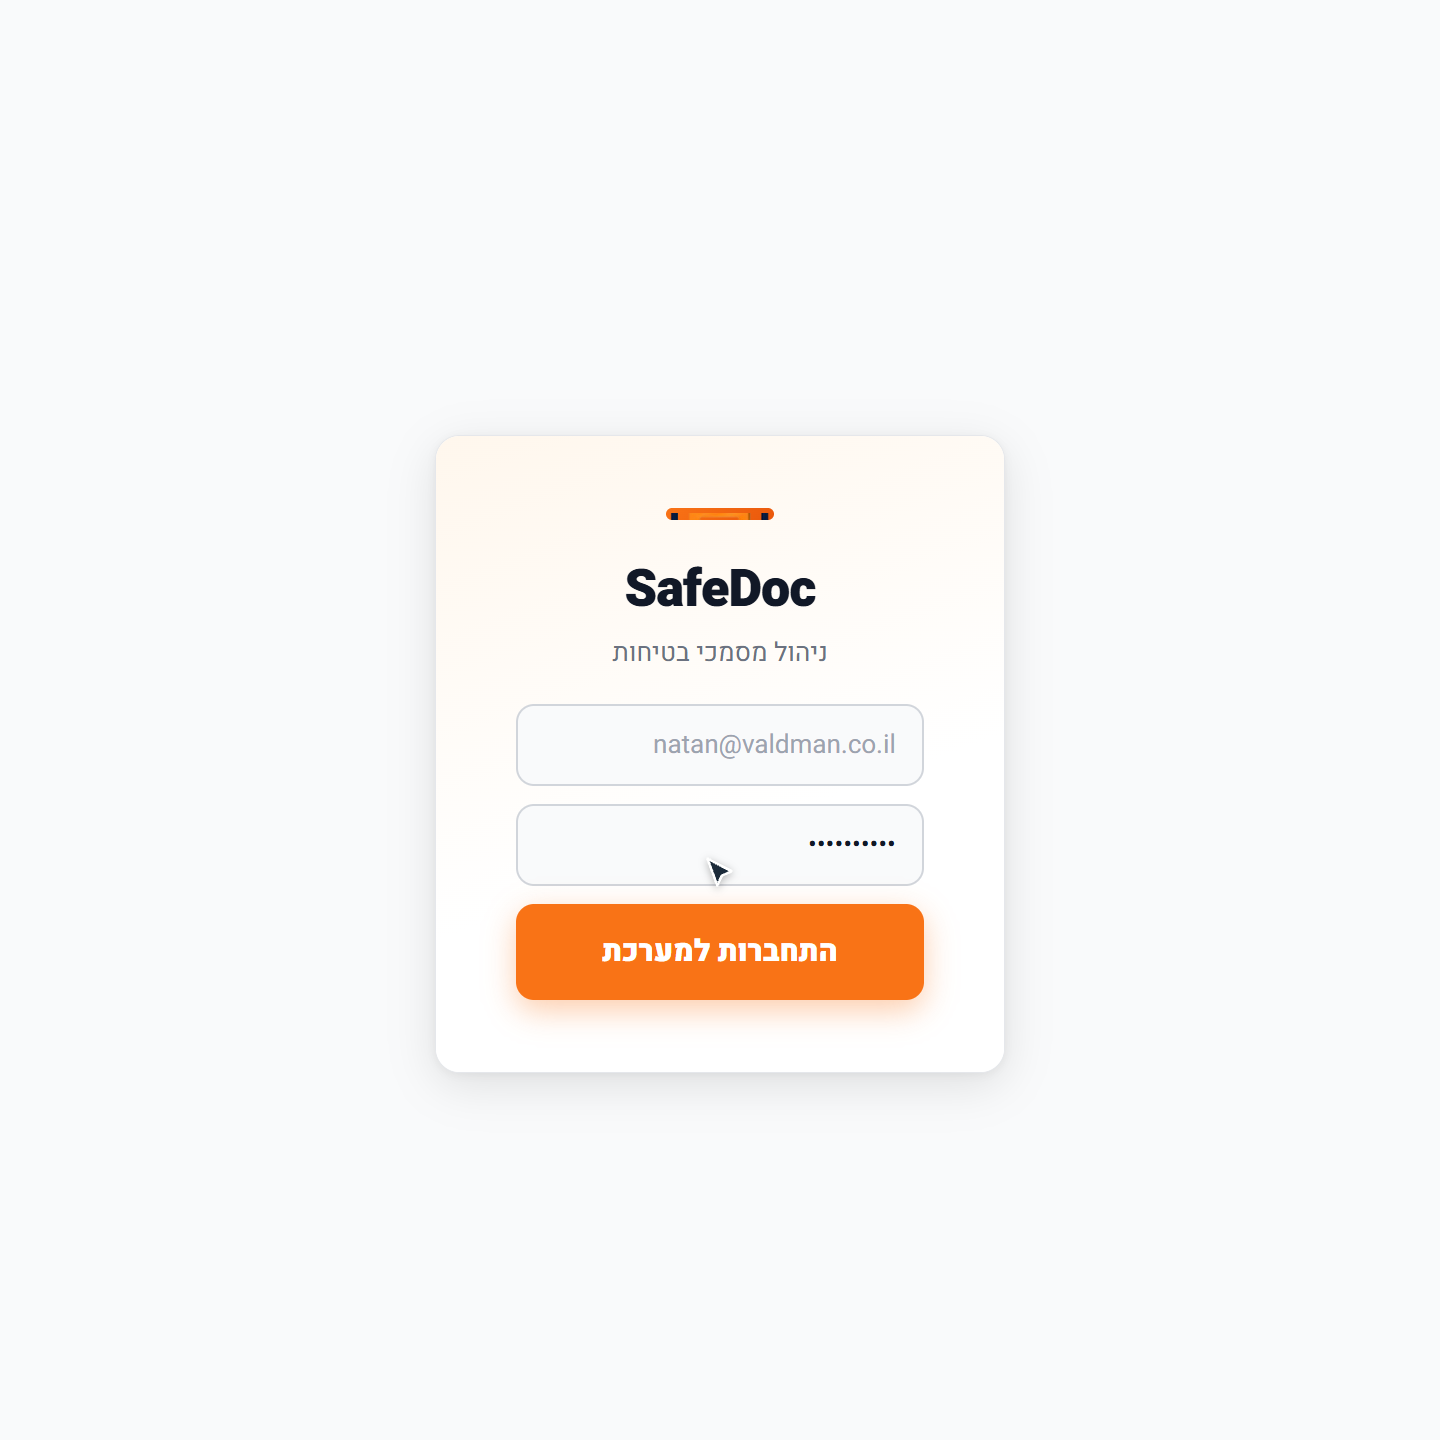 SafeDoc
ניהול מסמכי בטיחות
natan@valdman.co.il
••••••••••
התחברות למערכת